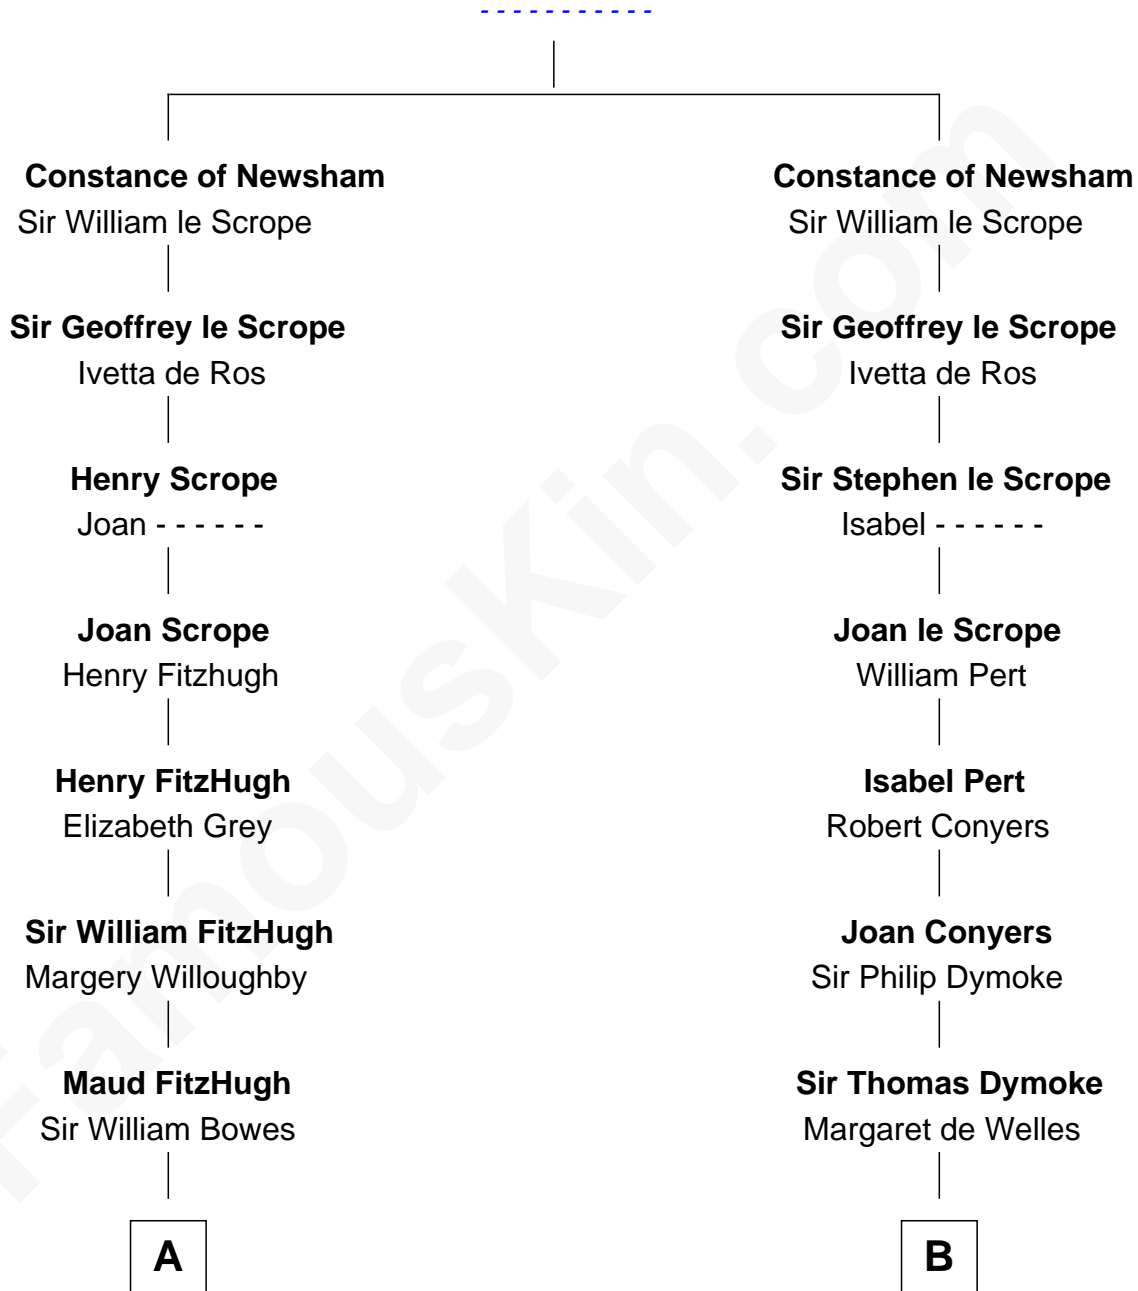 - - - - - - - - - - -
Constance of Newsham
Sir William le Scrope
Constance of Newsham
Sir William le Scrope
Sir Geoffrey le Scrope
Ivetta de Ros
Sir Geoffrey le Scrope
Ivetta de Ros
Henry Scrope
Joan - - - - - -
Sir Stephen le Scrope
Isabel - - - - - -
Joan Scrope
Henry Fitzhugh
Joan le Scrope
William Pert
Henry FitzHugh
Elizabeth Grey
Isabel Pert
Robert Conyers
Sir William FitzHugh
Margery Willoughby
Joan Conyers
Sir Philip Dymoke
Maud FitzHugh
Sir William Bowes
Sir Thomas Dymoke
Margaret de Welles
A
B
FamousKin.com